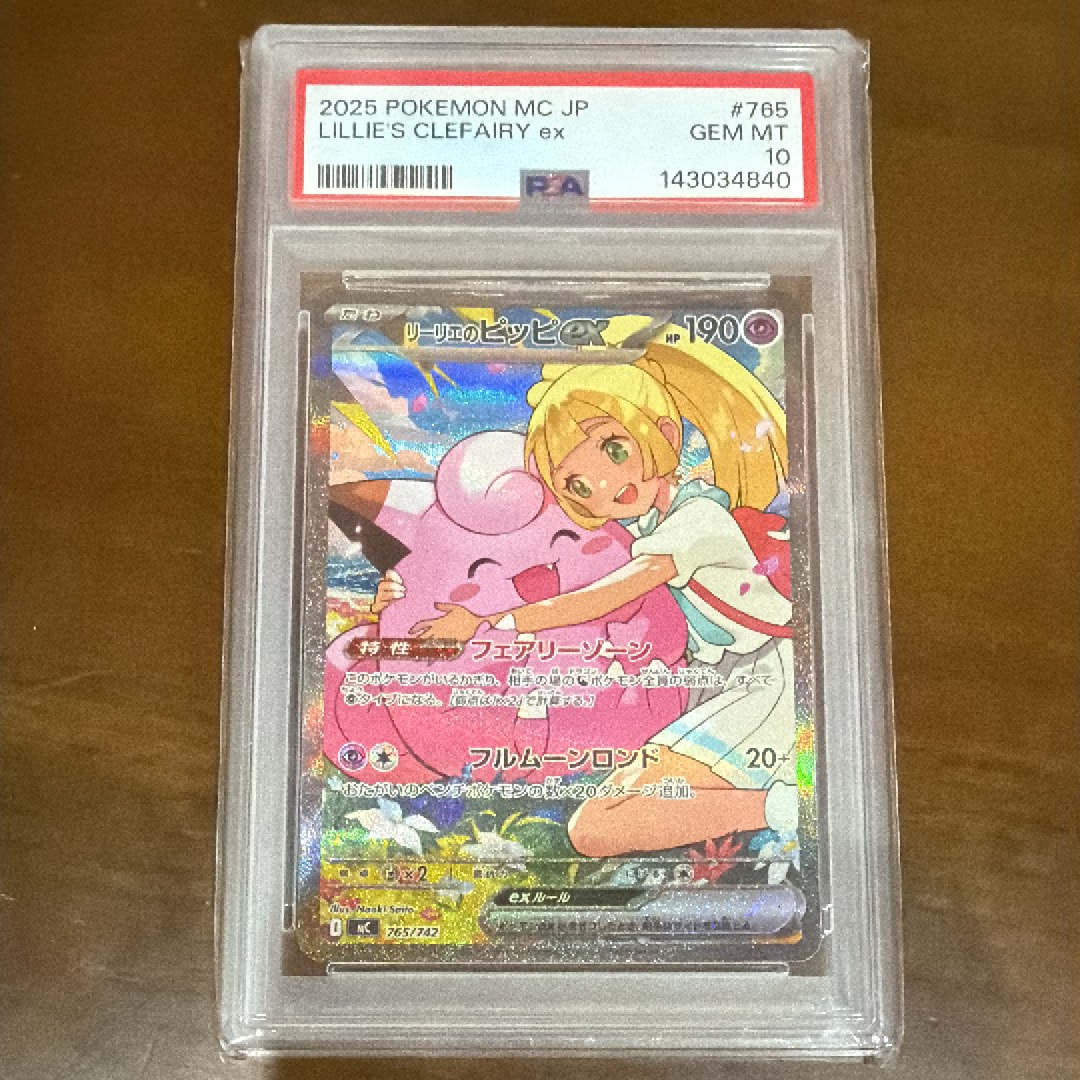 2025 POKEMON MC JP #765
LILLIE'S CLEFAIRY ex GEM MT
10
PSA 143034840
リーリエのピッピex HP 190
特性 フェアリーゾーン
このポケモンがいるかぎり、相手の場のポケモン全員の弱点は、すべて
タイプになる。[弱点は「×2」で計算する。]
フルムーンロンド 20+
おたがいのベンチポケモンの数×20ダメージ追加。
×2
exルール
Illus. Naoki Saito
MC 765/742